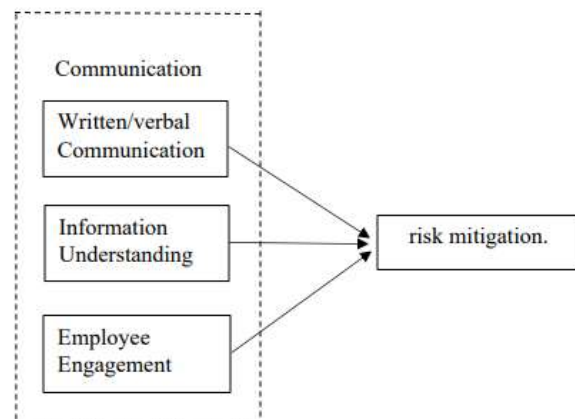 Communication
Written/verbal
Communication
Information
Understanding
risk mitigation.
Employee
Engagement